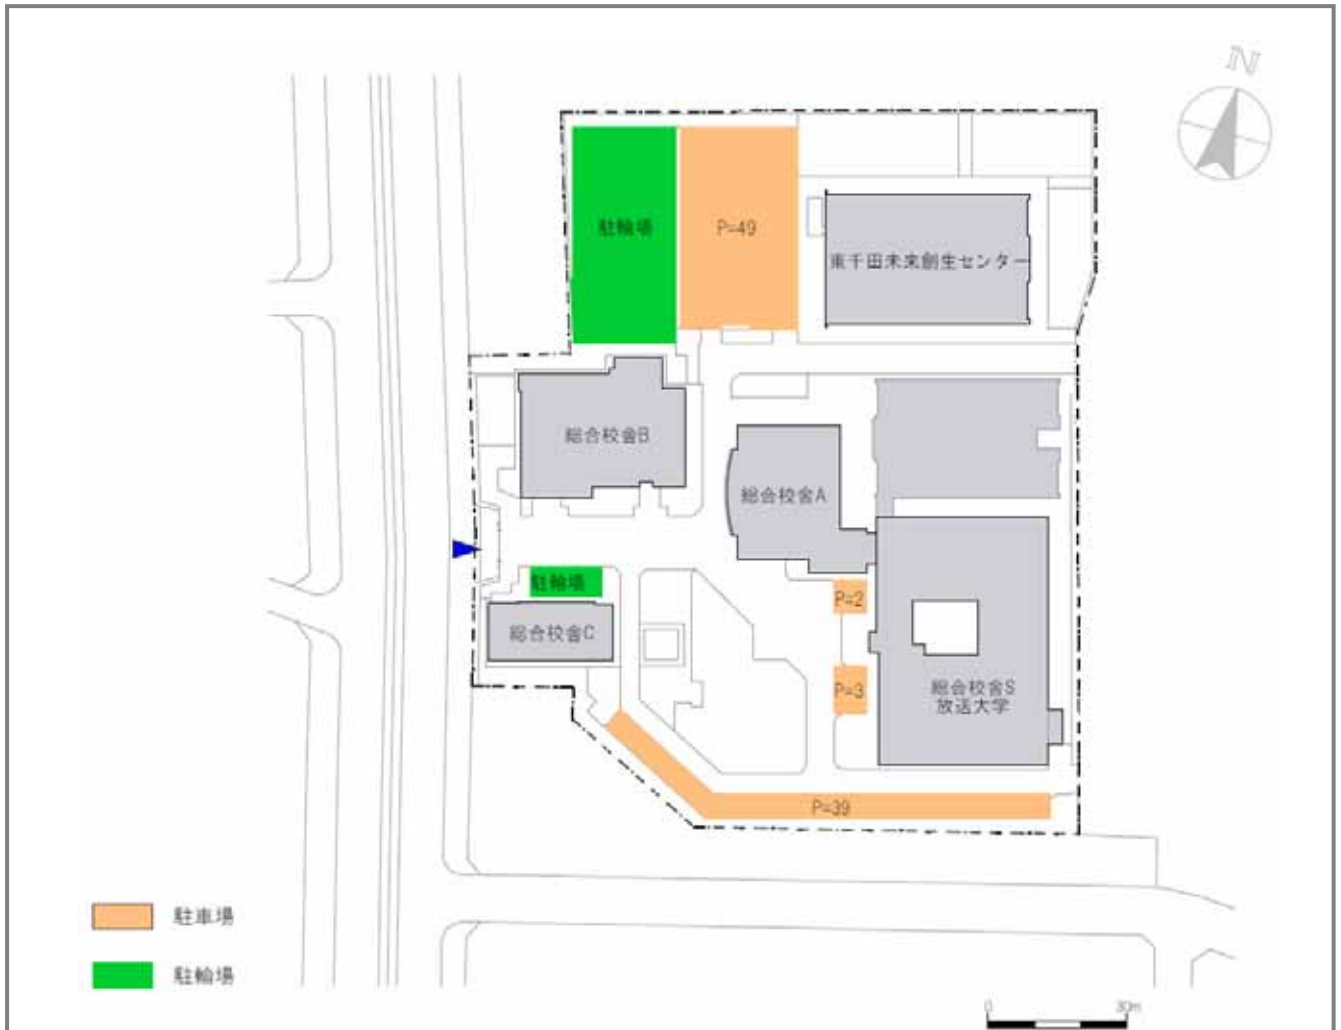 N
駐輪場
P=49
東千田未来創生センター
総合校舎B
総合校舎A
駐輪場
P=2
総合校舎C
P=3
総合校舎S
放送大学
P=39
駐車場
駐輪場
0 30m